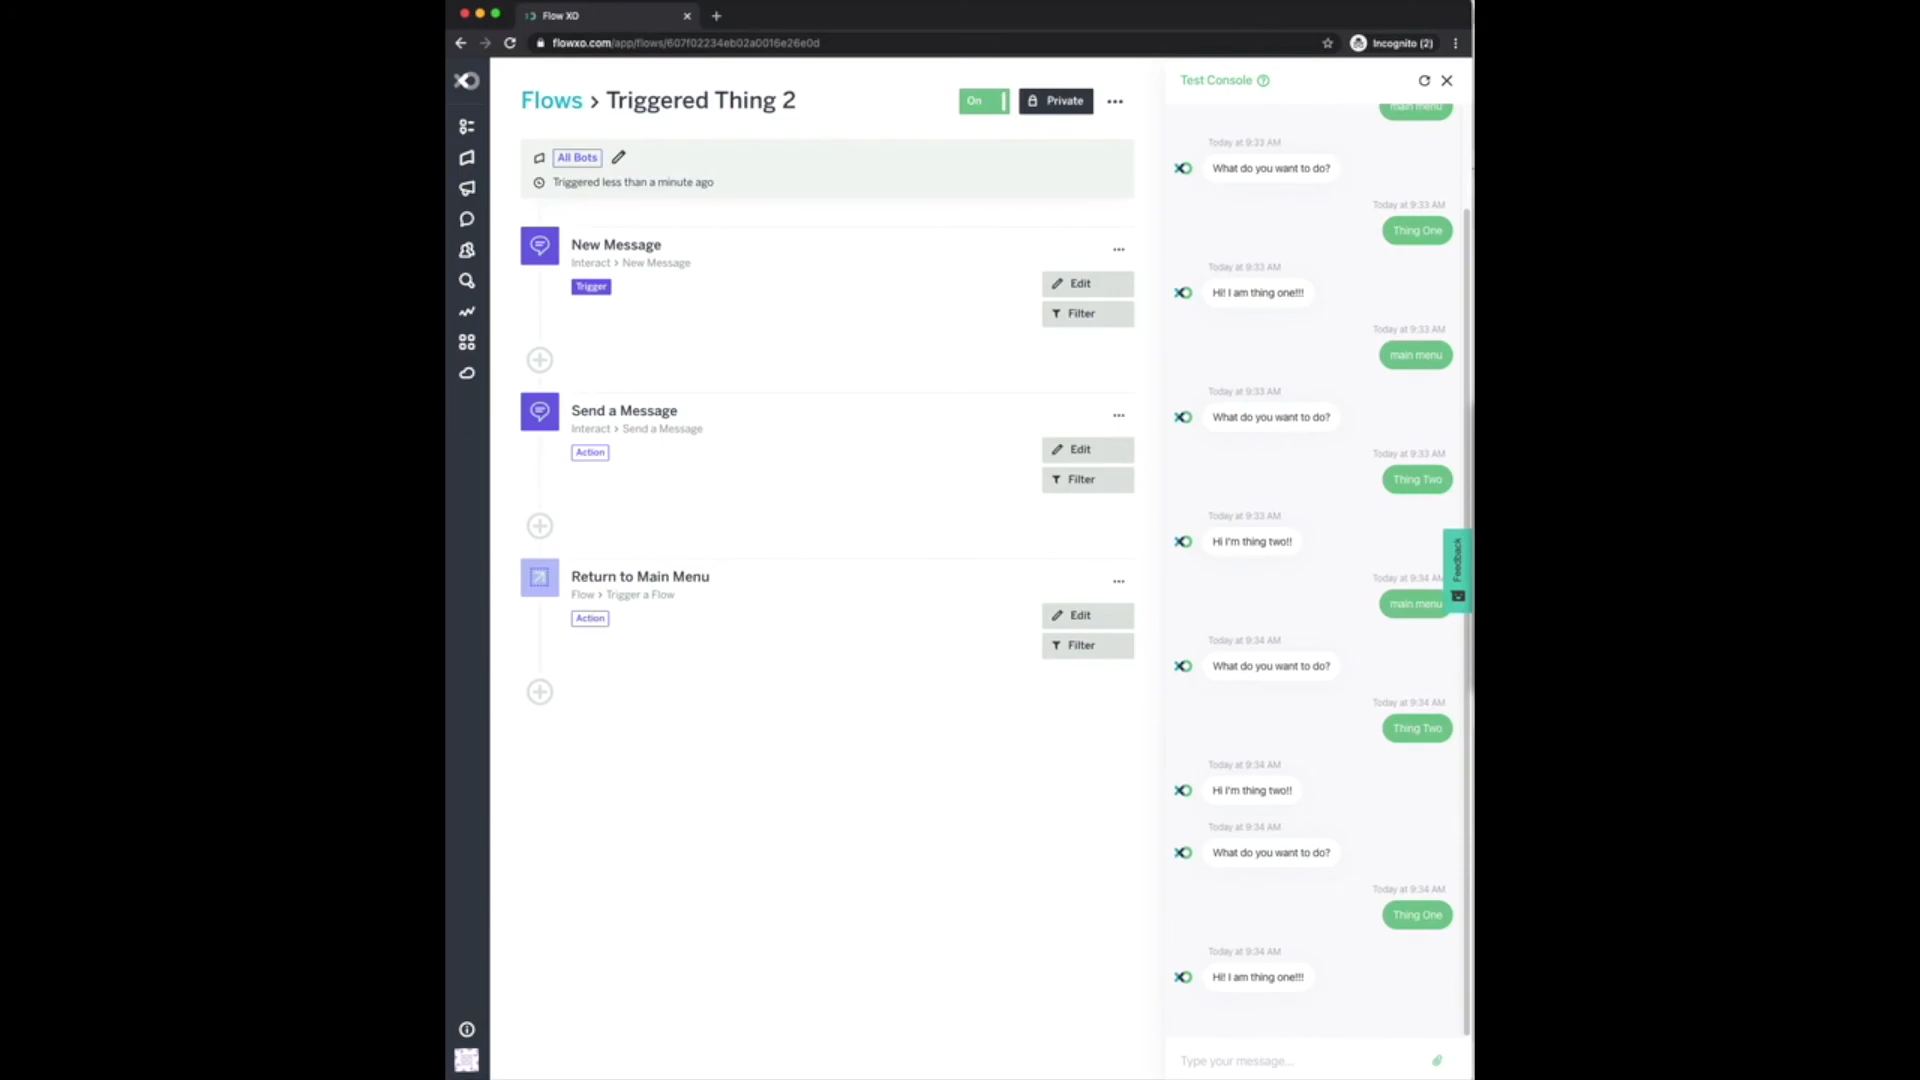 Flow XO
flowxo.com/app/flows/607f02234eb02a0016e26e0d
Incognito (2)
Flows > Triggered Thing 2
On
Private
All Bots
Triggered less than a minute ago
New Message
Interact > New Message
Trigger
Edit
Filter
Send a Message
Interact > Send a Message
Action
Edit
Filter
Return to Main Menu
Flow > Trigger a Flow
Action
Edit
Filter
Test Console
main menu
Today at 9:33 AM
What do you want to do?
Today at 9:33 AM
Thing One
Today at 9:33 AM
Hi! I am thing one!!!
Today at 9:33 AM
main menu
Today at 9:33 AM
What do you want to do?
Today at 9:33 AM
Thing Two
Today at 9:33 AM
Hi I'm thing two!!
Today at 9:34 AM
main menu
Today at 9:34 AM
What do you want to do?
Today at 9:34 AM
Thing Two
Today at 9:34 AM
Hi I'm thing two!!
Today at 9:34 AM
What do you want to do?
Today at 9:34 AM
Thing One
Today at 9:34 AM
Hi! I am thing one!!!
Feedback
Type your message...